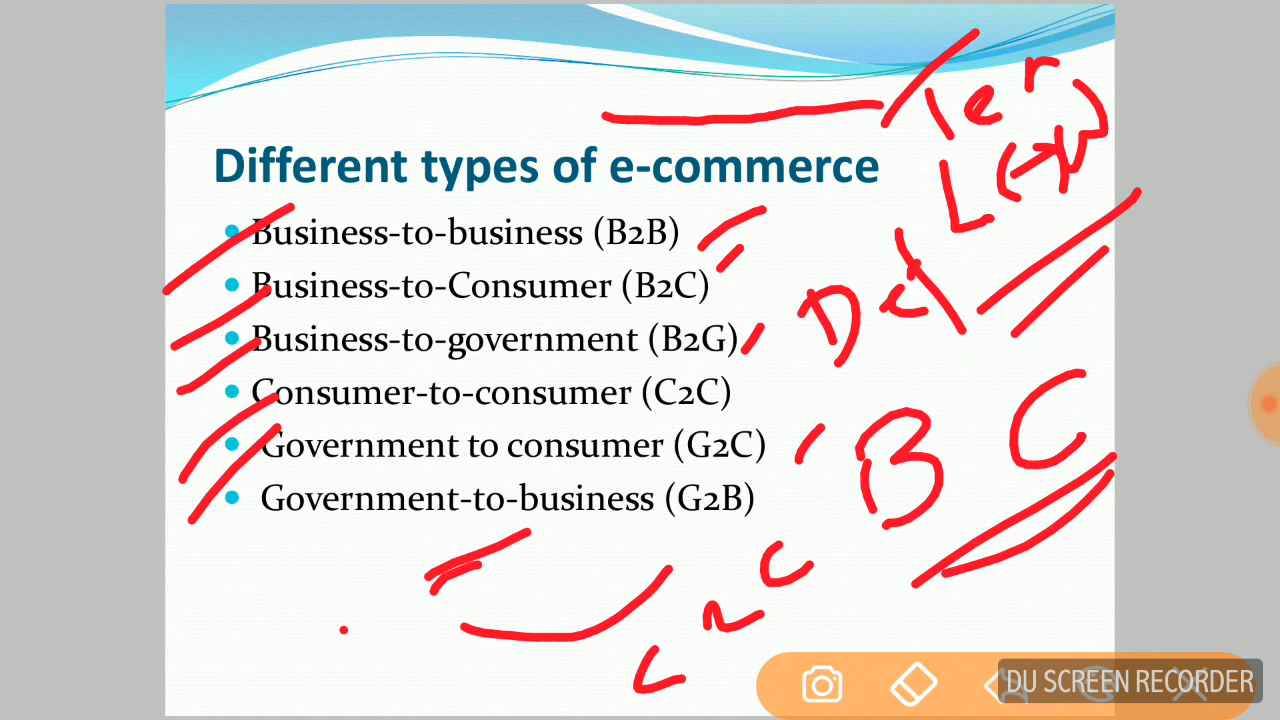 Different types of e-commerce
Business-to-business (B2B)
Business-to-Consumer (B2C)
Business-to-government (B2G)
Consumer-to-consumer (C2C)
Government to consumer (G2C)
Government-to-business (G2B)
B C
C2C
DU SCREEN RECORDER